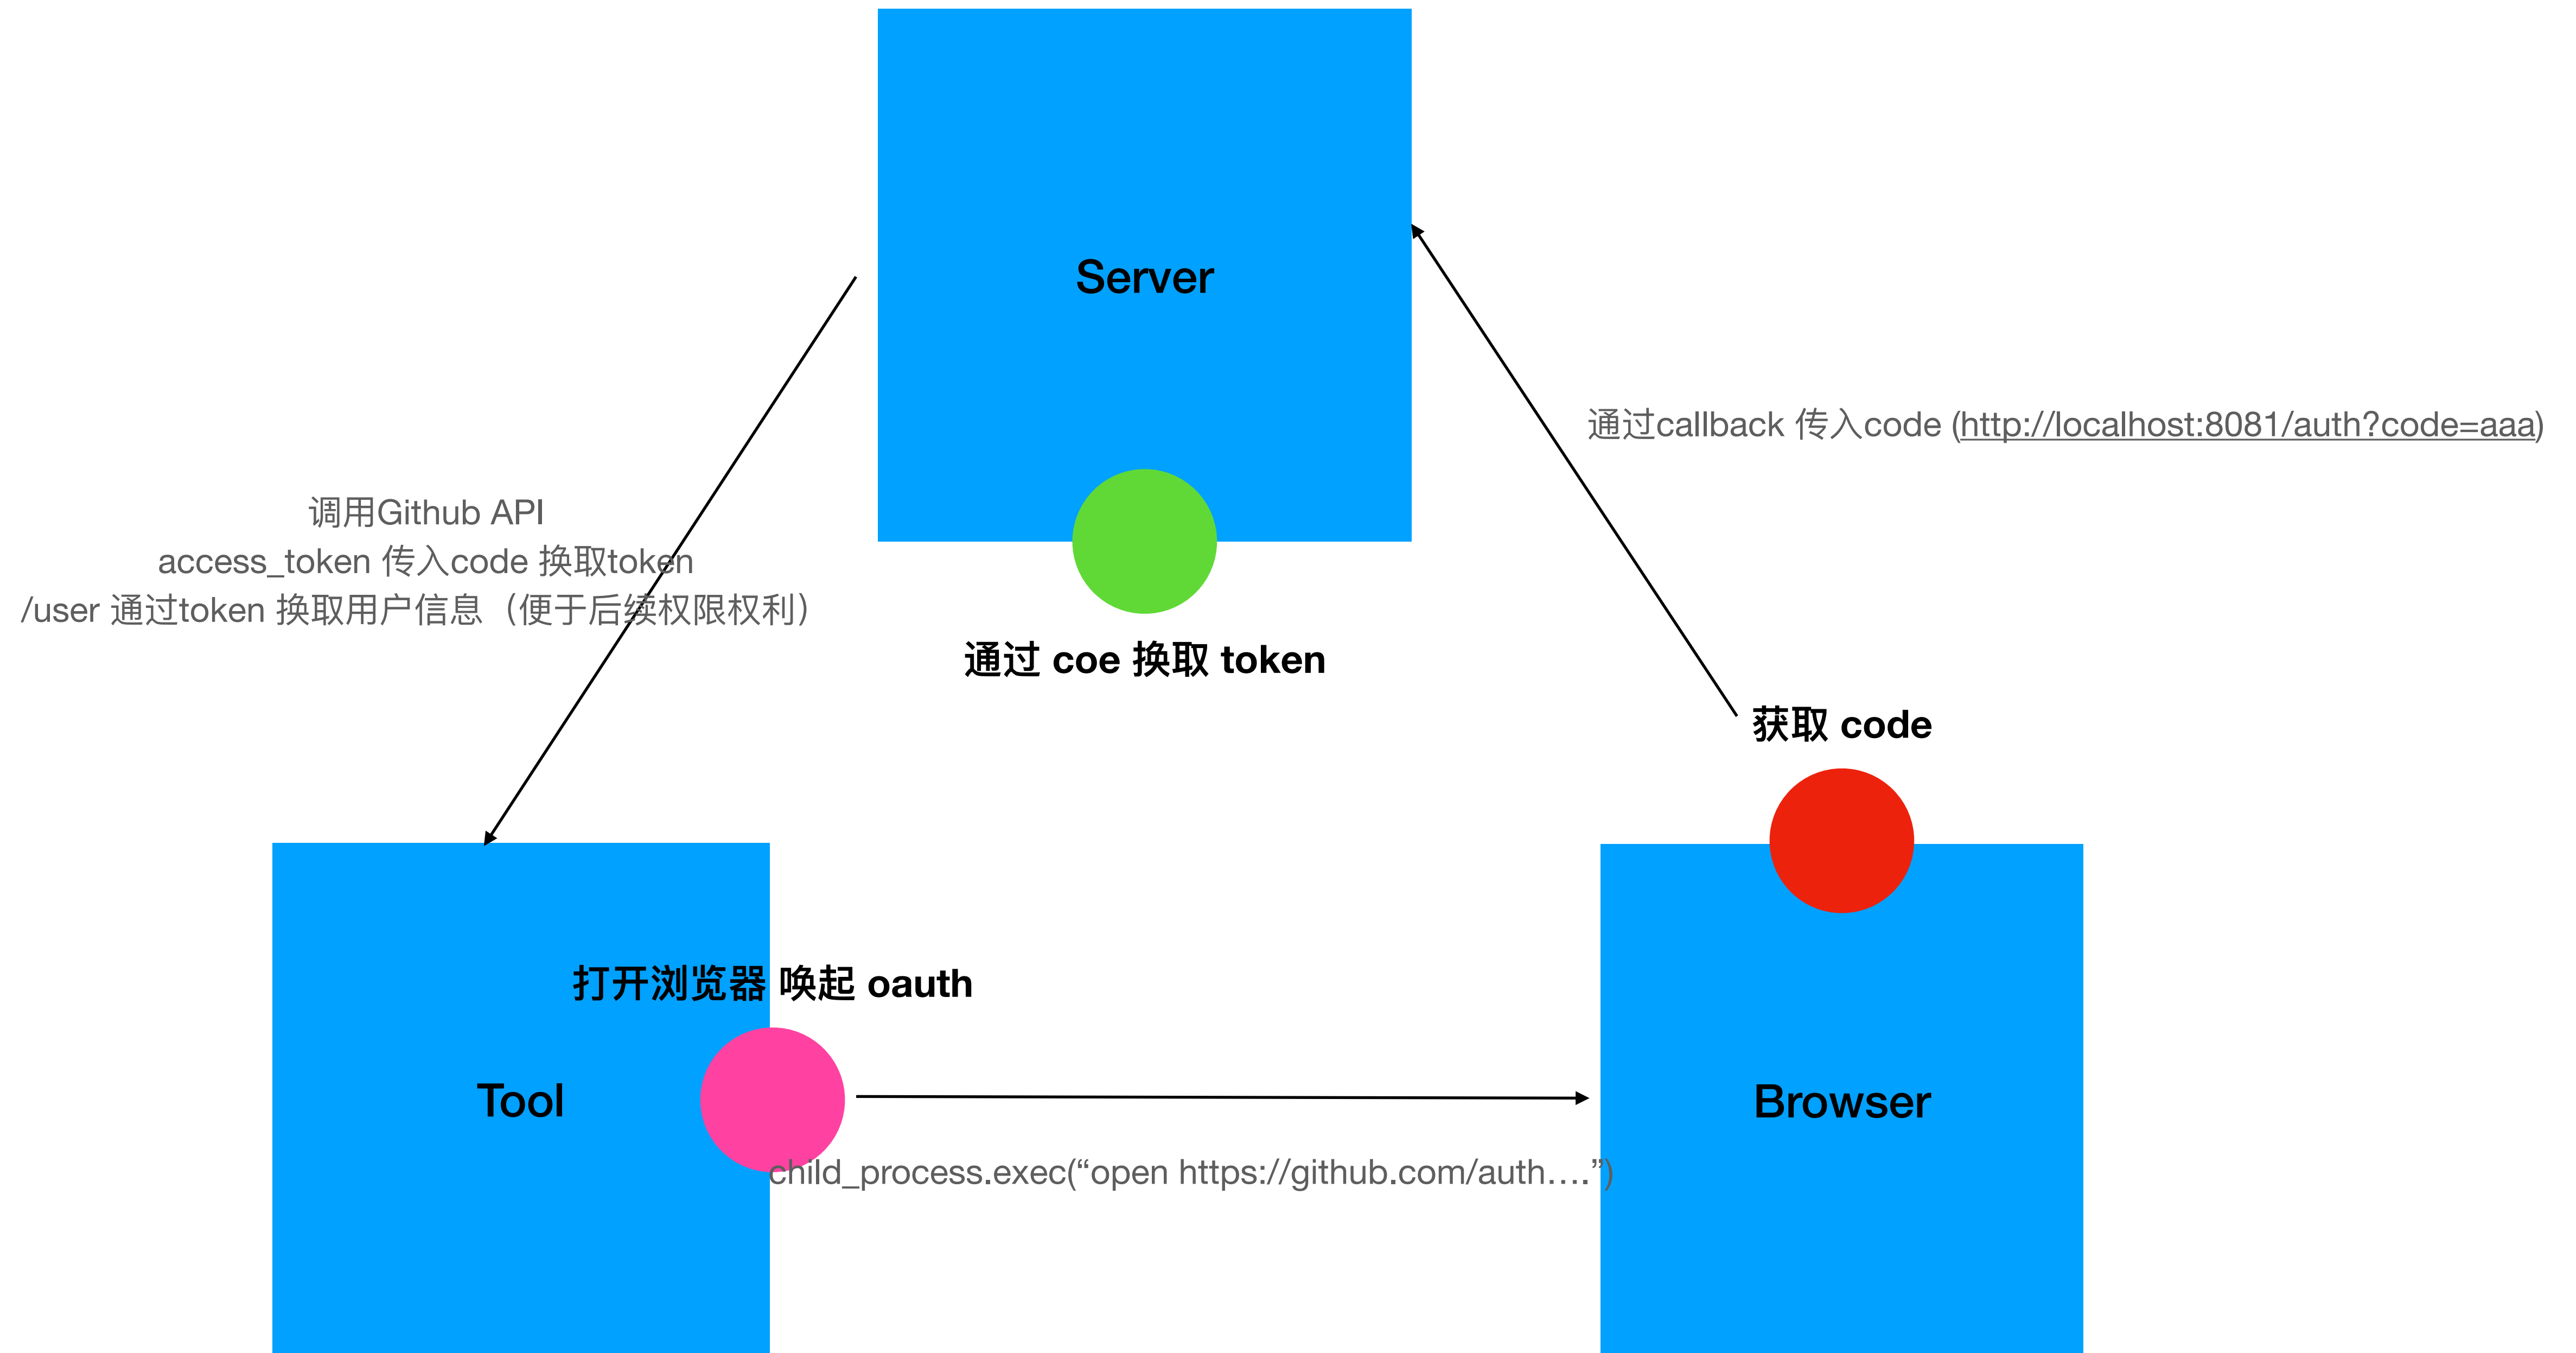 Server
通过callback 传入code (http://localhost:8081/auth?code=aaa)
调用Github API
access_token 传入code 换取token
/user 通过token 换取用户信息（便于后续权限权利）
通过 coe 换取 token
获取 code
打开浏览器 唤起 oauth
Tool
Browser
child_process.exec(“open https://github.com/auth….”)